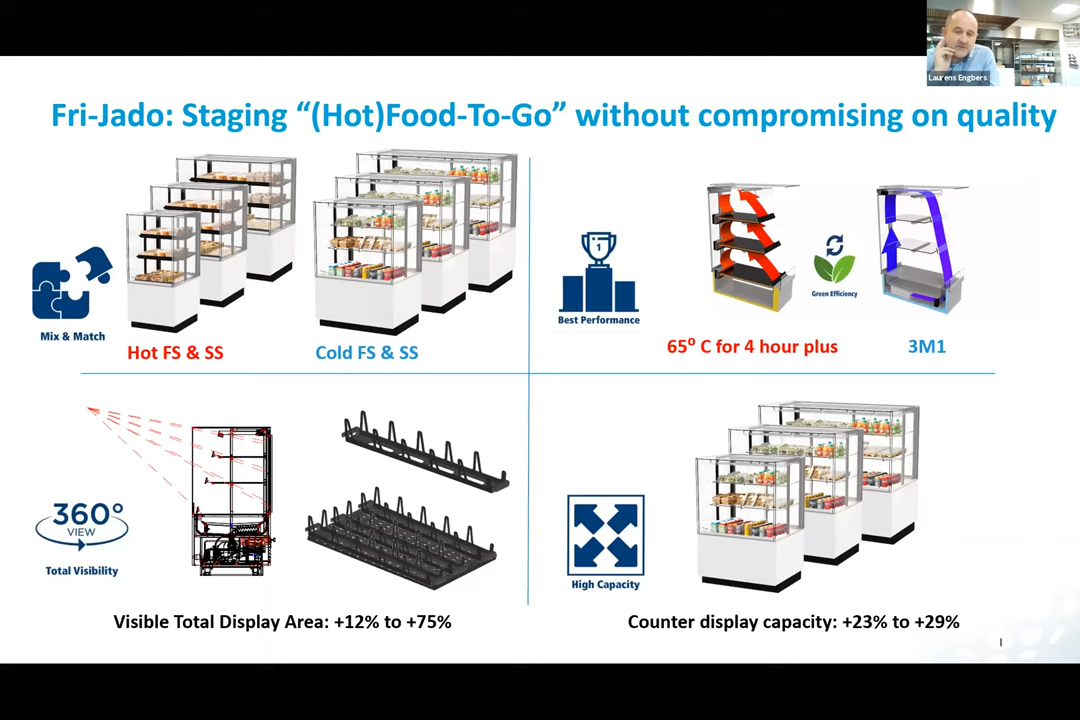 Laurens Engbers
Fri-Jado: Staging “(Hot)Food-To-Go” without compromising on quality
Mix & Match
Hot FS & SS
Cold FS & SS
1
Best Performance
Green Efficiency
65⁰ C for 4 hour plus
3M1
360°
VIEW
Total Visibility
High Capacity
Visible Total Display Area: +12% to +75%
Counter display capacity: +23% to +29%